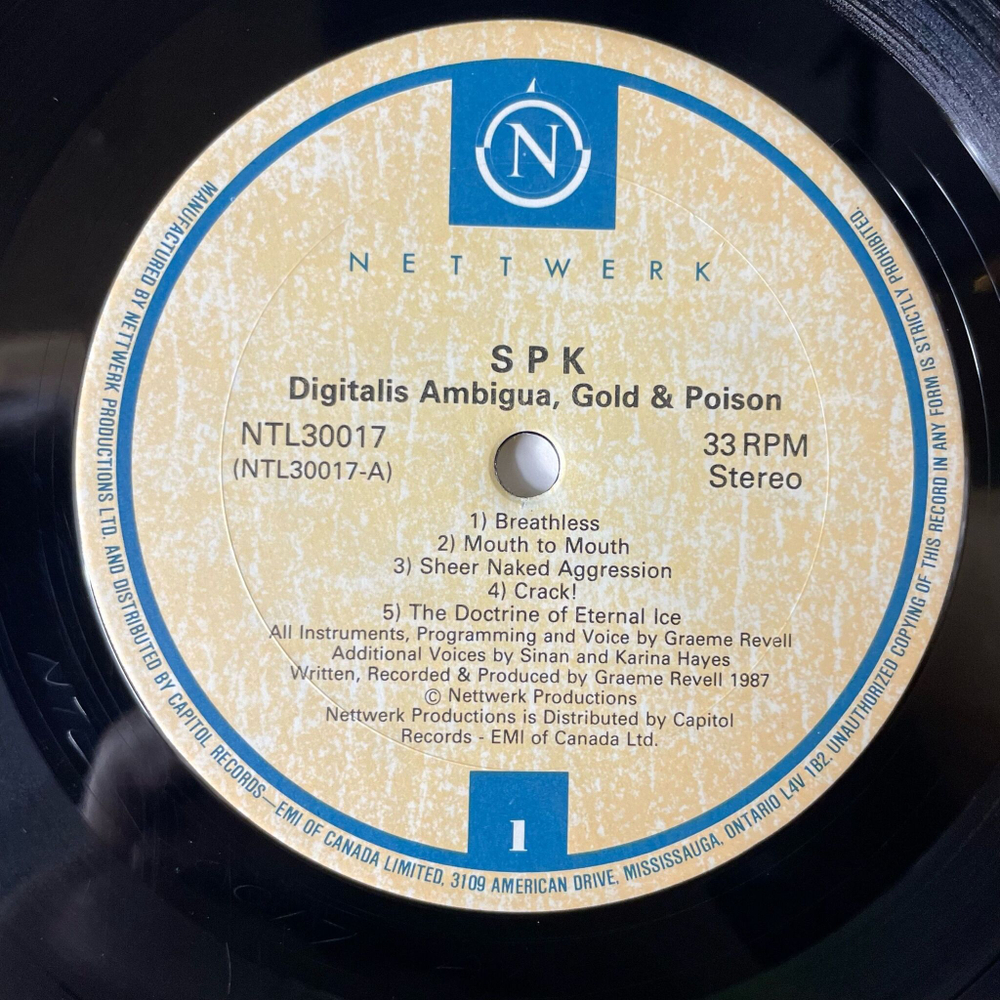 N
NETTWERK
SPK
Digitalis Ambigua, Gold & Poison
NTL30017
(NTL30017-A)
33 RPM
Stereo
1) Breathless
2) Mouth to Mouth
3) Sheer Naked Aggression
4) Crack!
5) The Doctrine of Eternal Ice
All Instruments, Programming and Voice by Graeme Revell
Additional Voices by Sinan and Karina Hayes
Written, Recorded & Produced by Graeme Revell 1987
© Nettwerk Productions
Nettwerk Productions is Distributed by Capitol
Records - EMI of Canada Ltd.
1
MANUFACTURED BY NETTWERK PRODUCTIONS LTD. AND DISTRIBUTED BY CAPITOL RECORDS—EMI OF CANADA LIMITED, 3109 AMERICAN DRIVE, MISSISSAUGA, ONTARIO L4V 1B2. UNAUTHORIZED COPYING OF THIS RECORD IN ANY FORM IS STRICTLY PROHIBITED.